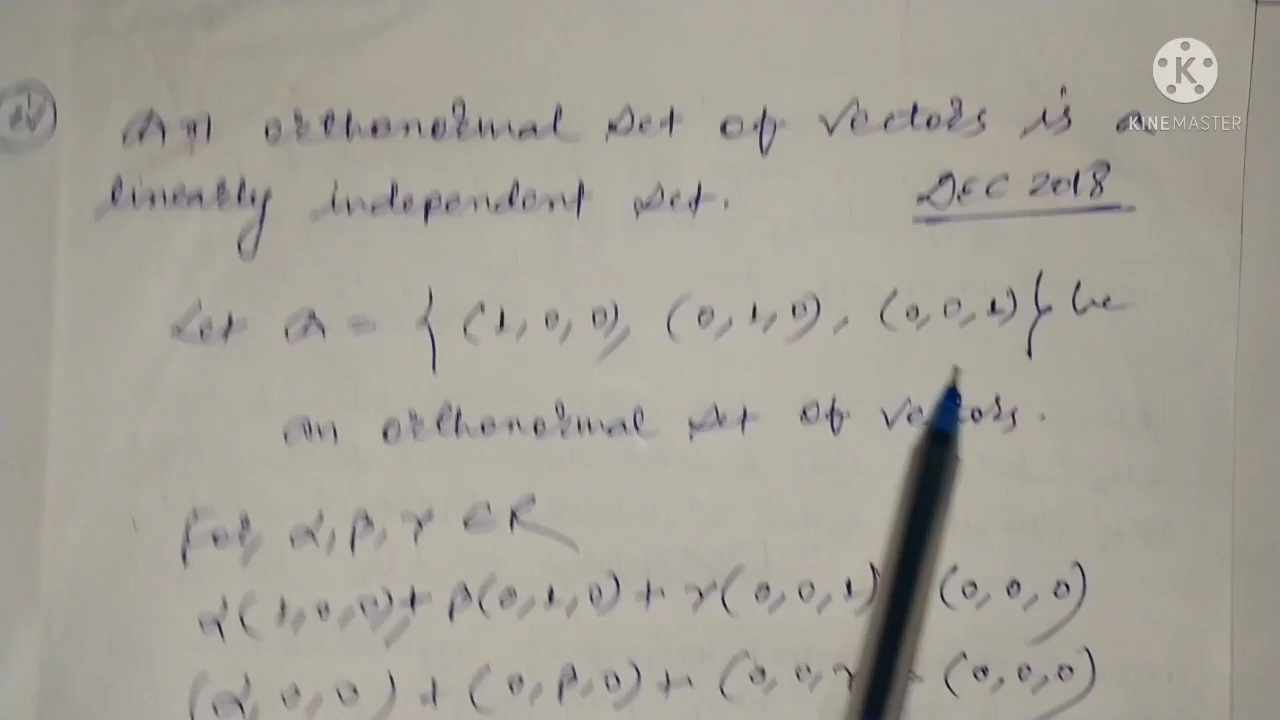 iv)
An orthonormal set of vectors is a
linearly independent set.
DEC 2018
Let A = { (1,0,0), (0,1,0), (0,0,1) } be
an orthonormal set of vectors.
For, α, β, γ ∈ R
α(1,0,0) + β(0,1,0) + γ(0,0,1) (0,0,0)
(α,0,0) + (0,β,0) + (0,0,γ (0,0,0)
K
KINEMASTER